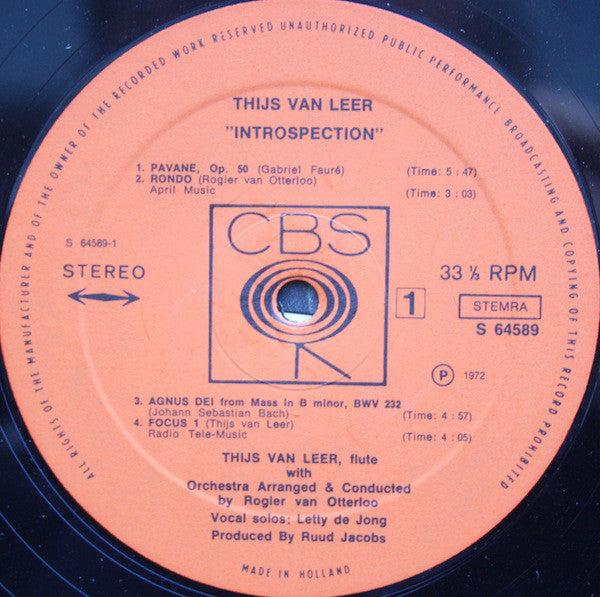 ALL RIGHTS OF THE MANUFACTURER AND OF THE OWNER OF THE RECORDED WORK RESERVED UNAUTHORIZED PUBLIC PERFORMANCE BROADCASTING AND COPYING OF THIS RECORD PROHIBITED
THIJS VAN LEER
"INTROSPECTION"
1. PAVANE, Op. 50 (Gabriel Fauré) (Time: 5 : 47)
2. RONDO (Rogier van Otterloo)
April Music (Time: 3 : 03)
CBS
S 64589-1
STEREO
33 ⅓ RPM
1
STEMRA
S 64589
℗ 1972
3. AGNUS DEI from Mass in B minor, BWV 232
(Johann Sebastian Bach) (Time: 4 : 57)
4. FOCUS 1 (Thijs van Leer)
Radio Tele-Music (Time: 4 : 05)
THIJS VAN LEER, flute
with
Orchestra Arranged & Conducted
by Rogier van Otterloo
Vocal solos: Letty de Jong
Produced By Ruud Jacobs
MADE IN HOLLAND